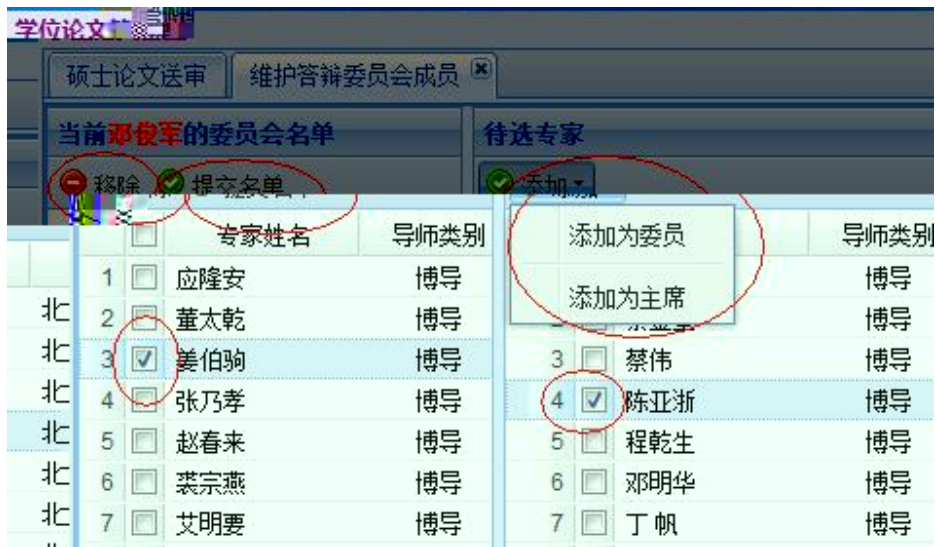 学位论文
硕士论文送审 维护答辩委员会成员
当前邓俊军的委员会名单 待选专家
移除 提交名单 添加
专家姓名 导师类别 添加为委员 导师类别
1 应隆安 博导 添加为主席 博导
北 2 董太乾 博导 博导
北 3 姜伯驹 博导 3 蔡伟 博导
北 4 张乃孝 博导 4 陈亚浙 博导
北 5 赵春来 博导 5 程乾生 博导
北 6 裘宗燕 博导 6 邓明华 博导
北 7 艾明要 博导 7 丁帆 博导